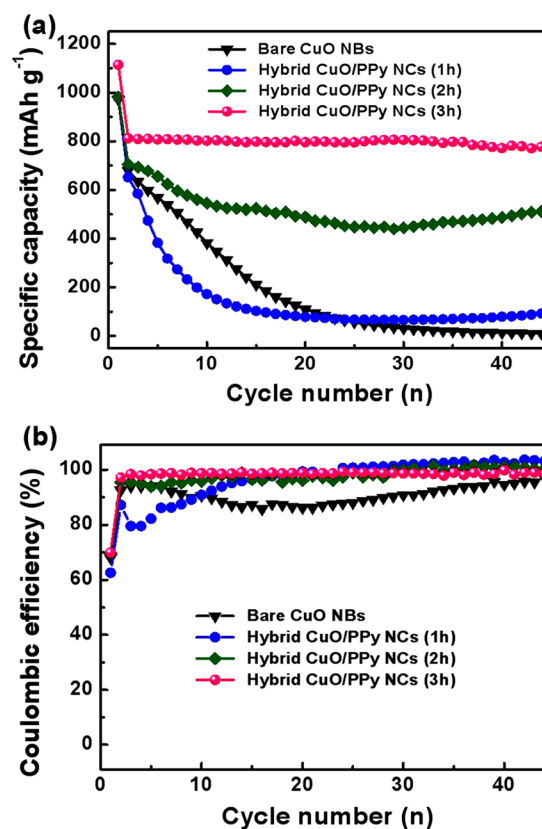 (a)
Specific capacity (mAh g⁻¹)
1200
1000
800
600
400
200
0
Bare CuO NBs
Hybrid CuO/PPy NCs (1h)
Hybrid CuO/PPy NCs (2h)
Hybrid CuO/PPy NCs (3h)
0 10 20 30 40
Cycle number (n)
(b)
Coulombic efficiency (%)
100
80
60
40
20
0
Bare CuO NBs
Hybrid CuO/PPy NCs (1h)
Hybrid CuO/PPy NCs (2h)
Hybrid CuO/PPy NCs (3h)
0 10 20 30 40
Cycle number (n)